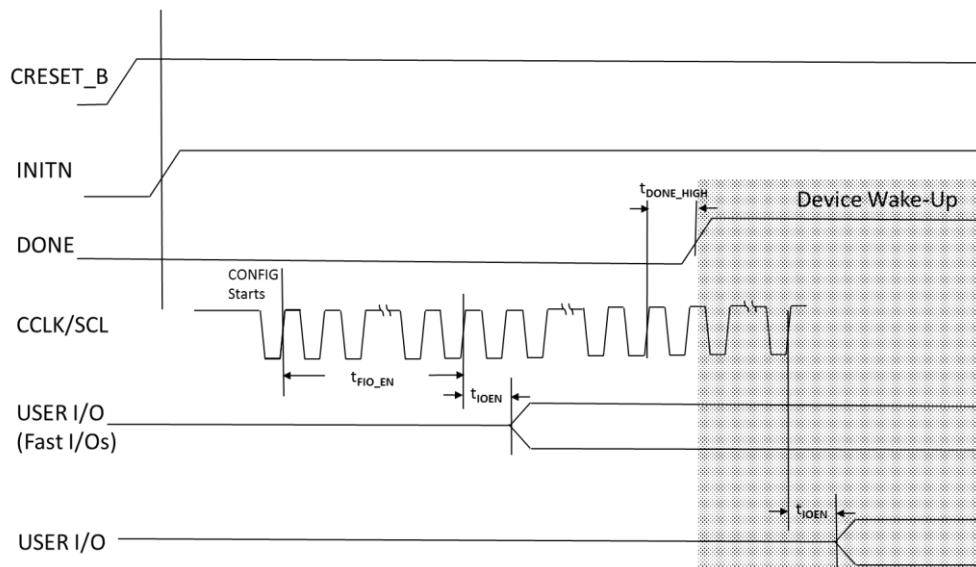 CRESET_B
INITN
tDONE_HIGH
Device Wake-Up
DONE
CONFIG
Starts
CCLK/SCL
tFIO_EN
tIOEN
USER I/O
(Fast I/Os)
tIOEN
USER I/O